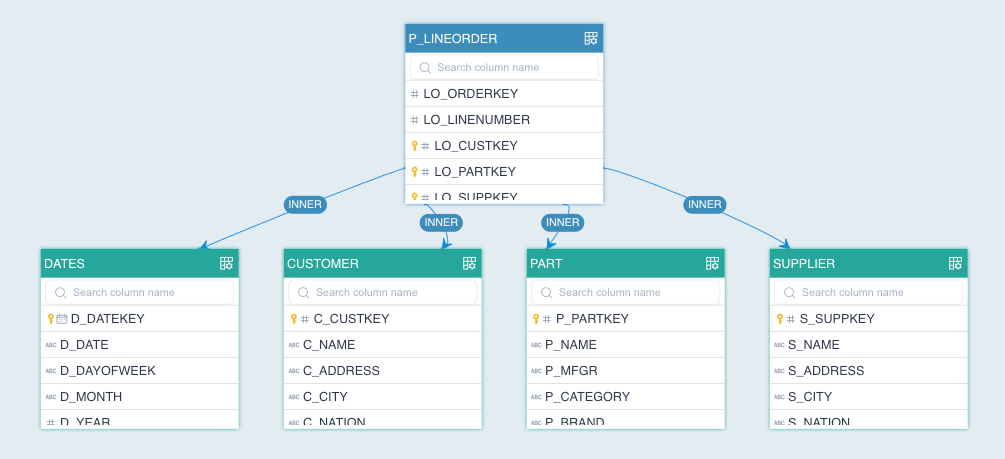 P_LINEORDER
Search column name
LO_ORDERKEY
LO_LINENUMBER
LO_CUSTKEY
LO_PARTKEY
LO_SUPPKEY
INNER
INNER
INNER
INNER
DATES
Search column name
D_DATEKEY
ABC D_DATE
ABC D_DAYOFWEEK
ABC D_MONTH
# D_YEAR
CUSTOMER
Search column name
# C_CUSTKEY
ABC C_NAME
ABC C_ADDRESS
ABC C_CITY
ABC C_NATION
PART
Search column name
# P_PARTKEY
ABC P_NAME
ABC P_MFGR
ABC P_CATEGORY
ABC P_BRAND
SUPPLIER
Search column name
# S_SUPPKEY
ABC S_NAME
ABC S_ADDRESS
ABC S_CITY
ABC S_NATION